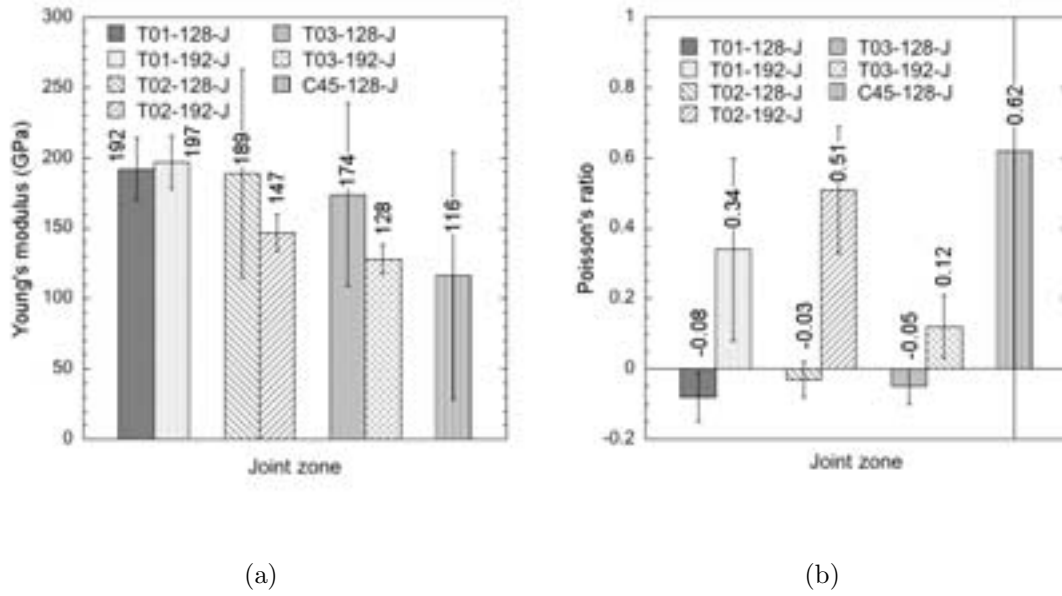 300
250
200
150
100
50
0
Young's modulus (GPa)
T01-128-J
T01-192-J
T02-128-J
T02-192-J
T03-128-J
T03-192-J
C45-128-J
192
197
189
147
174
128
116
Joint zone
(a)
1
0.8
0.6
0.4
0.2
0
-0.2
Poisson's ratio
T01-128-J
T01-192-J
T02-128-J
T02-192-J
T03-128-J
T03-192-J
C45-128-J
-0.08
0.34
-0.03
0.51
-0.05
0.12
0.62
Joint zone
(b)